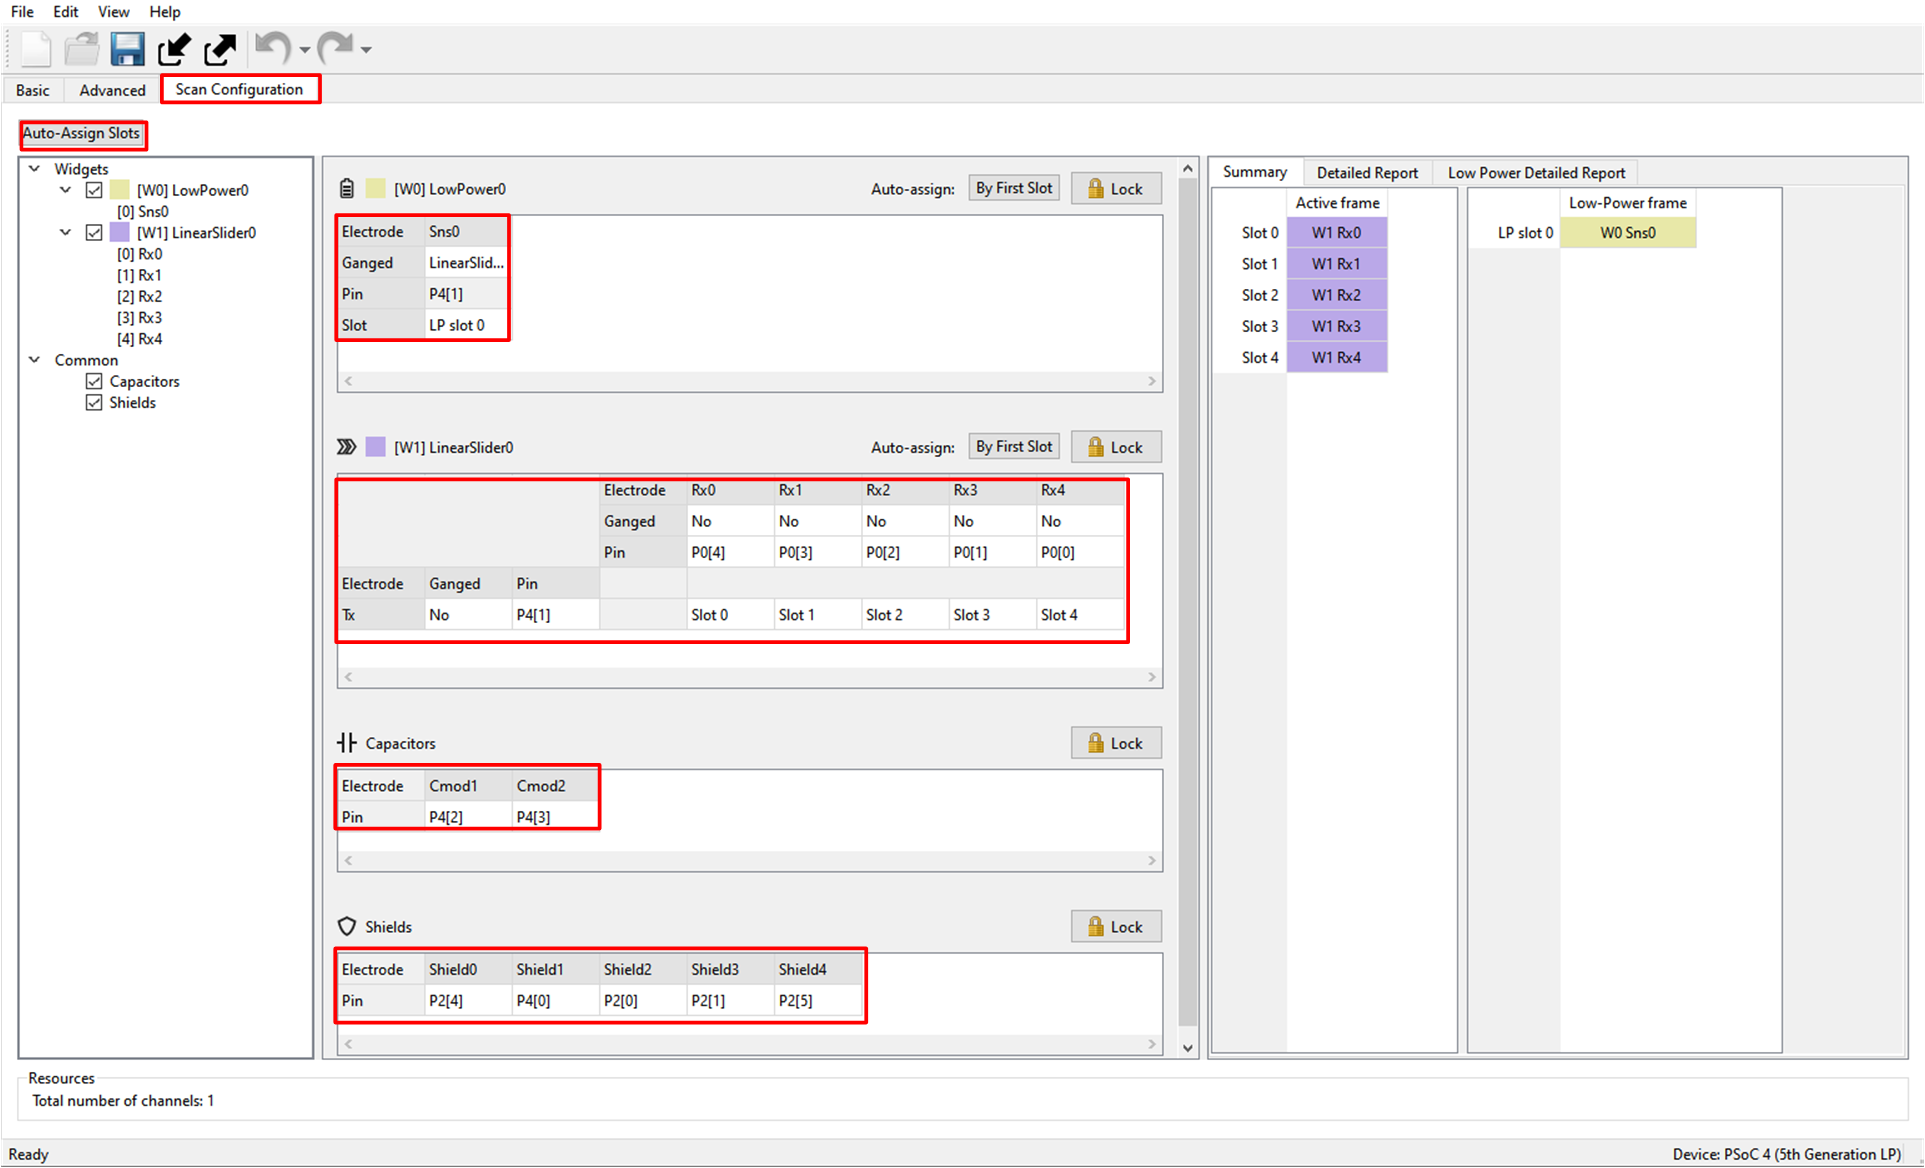 File Edit View Help
Basic Advanced Scan Configuration
Auto-Assign Slots
Widgets
[W0] LowPower0
[0] Sns0
[W1] LinearSlider0
[0] Rx0
[1] Rx1
[2] Rx2
[3] Rx3
[4] Rx4
Common
Capacitors
Shields
[W0] LowPower0 Auto-assign: By First Slot Lock
Electrode Sns0
Ganged LinearSlid...
Pin P4[1]
Slot LP slot 0
[W1] LinearSlider0 Auto-assign: By First Slot Lock
Electrode Rx0 Rx1 Rx2 Rx3 Rx4
Ganged No No No No No
Pin P0[4] P0[3] P0[2] P0[1] P0[0]
Electrode Ganged Pin
Tx No P4[1] Slot 0 Slot 1 Slot 2 Slot 3 Slot 4
Capacitors Lock
Electrode Cmod1 Cmod2
Pin P4[2] P4[3]
Shields Lock
Electrode Shield0 Shield1 Shield2 Shield3 Shield4
Pin P2[4] P4[0] P2[0] P2[1] P2[5]
Summary Detailed Report Low Power Detailed Report
Active frame
Slot 0 W1 Rx0
Slot 1 W1 Rx1
Slot 2 W1 Rx2
Slot 3 W1 Rx3
Slot 4 W1 Rx4
Low-Power frame
LP slot 0 W0 Sns0
Resources
Total number of channels: 1
Ready Device: PSoC 4 (5th Generation LP)